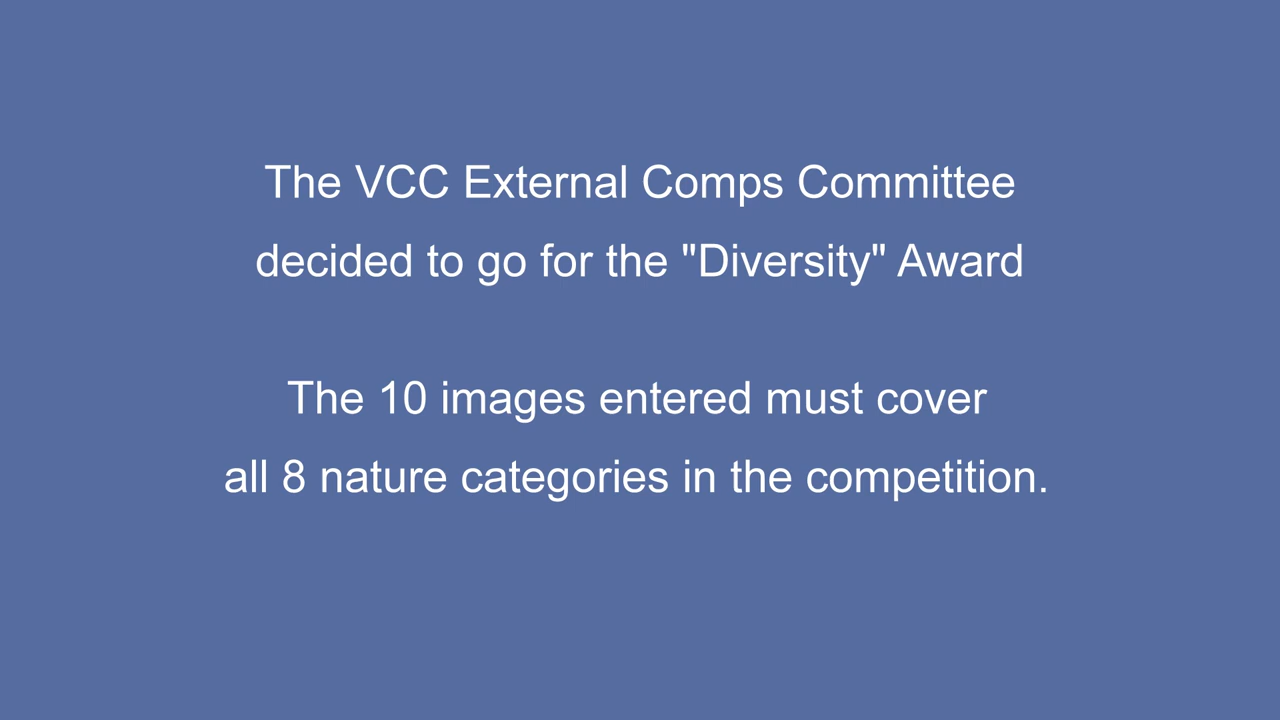 The VCC External Comps Committee
decided to go for the "Diversity" Award
The 10 images entered must cover
all 8 nature categories in the competition.